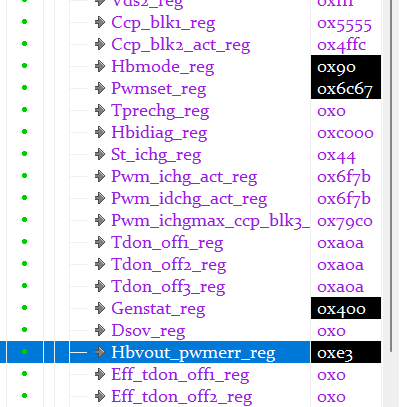 Vds2_reg 0xfff
Ccp_blk1_reg 0x5555
Ccp_blk2_act_reg 0x4ffc
Hbmode_reg 0x90
Pwmset_reg 0x6c67
Tprechg_reg 0x0
Hbidiag_reg 0xc000
St_ichg_reg 0x44
Pwm_ichg_act_reg 0x6f7b
Pwm_idchg_act_reg 0x6f7b
Pwm_ichgmax_ccp_blk3_ 0x79c0
Tdon_off1_reg 0xa0a
Tdon_off2_reg 0xa0a
Tdon_off3_reg 0xa0a
Genstat_reg 0x400
Dsov_reg 0x0
Hbvout_pwmerr_reg 0xe3
Eff_tdon_off1_reg 0x0
Eff_tdon_off2_reg 0x0